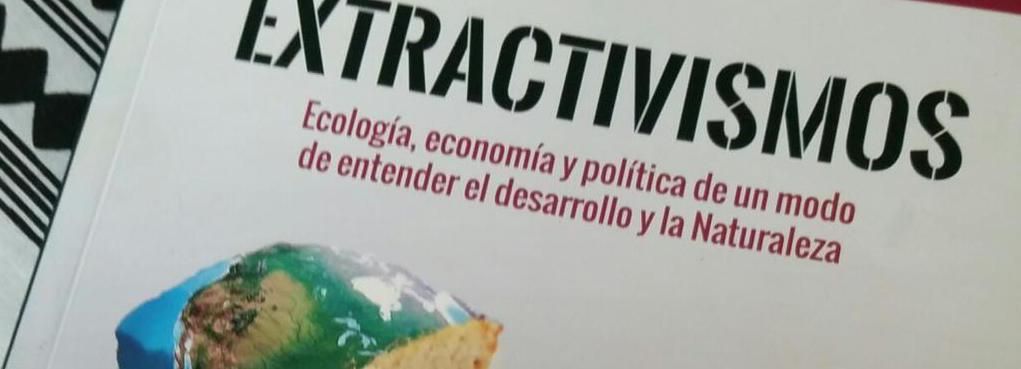 EXTRACTIVISMOS
Ecología, economía y política de un modo
de entender el desarrollo y la Naturaleza